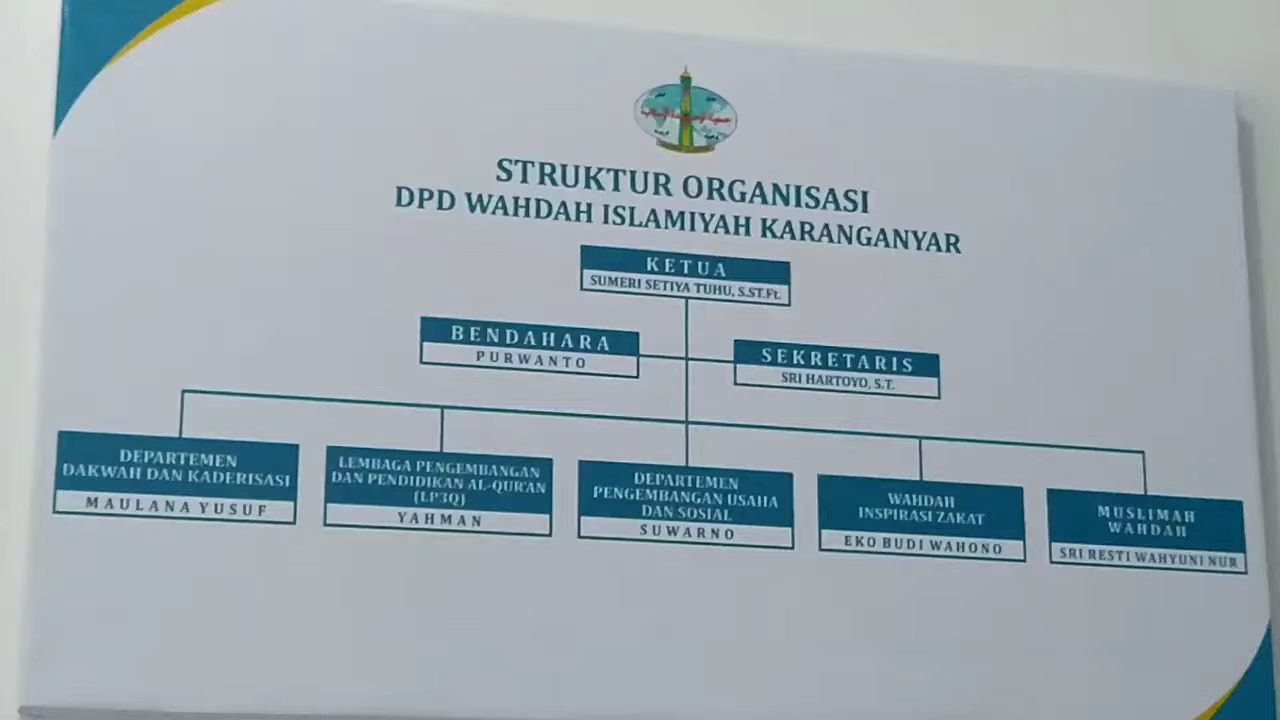 STRUKTUR ORGANISASI
DPD WAHDAH ISLAMIYAH KARANGANYAR
KETUA
SUMERI SETIYA TUHU, S.ST.Ft.
BENDAHARA
PURWANTO
SEKRETARIS
SRI HARTOYO, S.T.
DEPARTEMEN
DAKWAH DAN KADERISASI
MAULANA YUSUF
LEMBAGA PENGEMBANGAN
DAN PENDIDIKAN AL-QUR'AN
(LP3Q)
YAHMAN
DEPARTEMEN
PENGEMBANGAN USAHA
DAN SOSIAL
SUWARNO
WAHDAH
INSPIRASI ZAKAT
EKO BUDI WAHONO
MUSLIMAH
WAHDAH
SRI RESTI WAHYUNI NUR